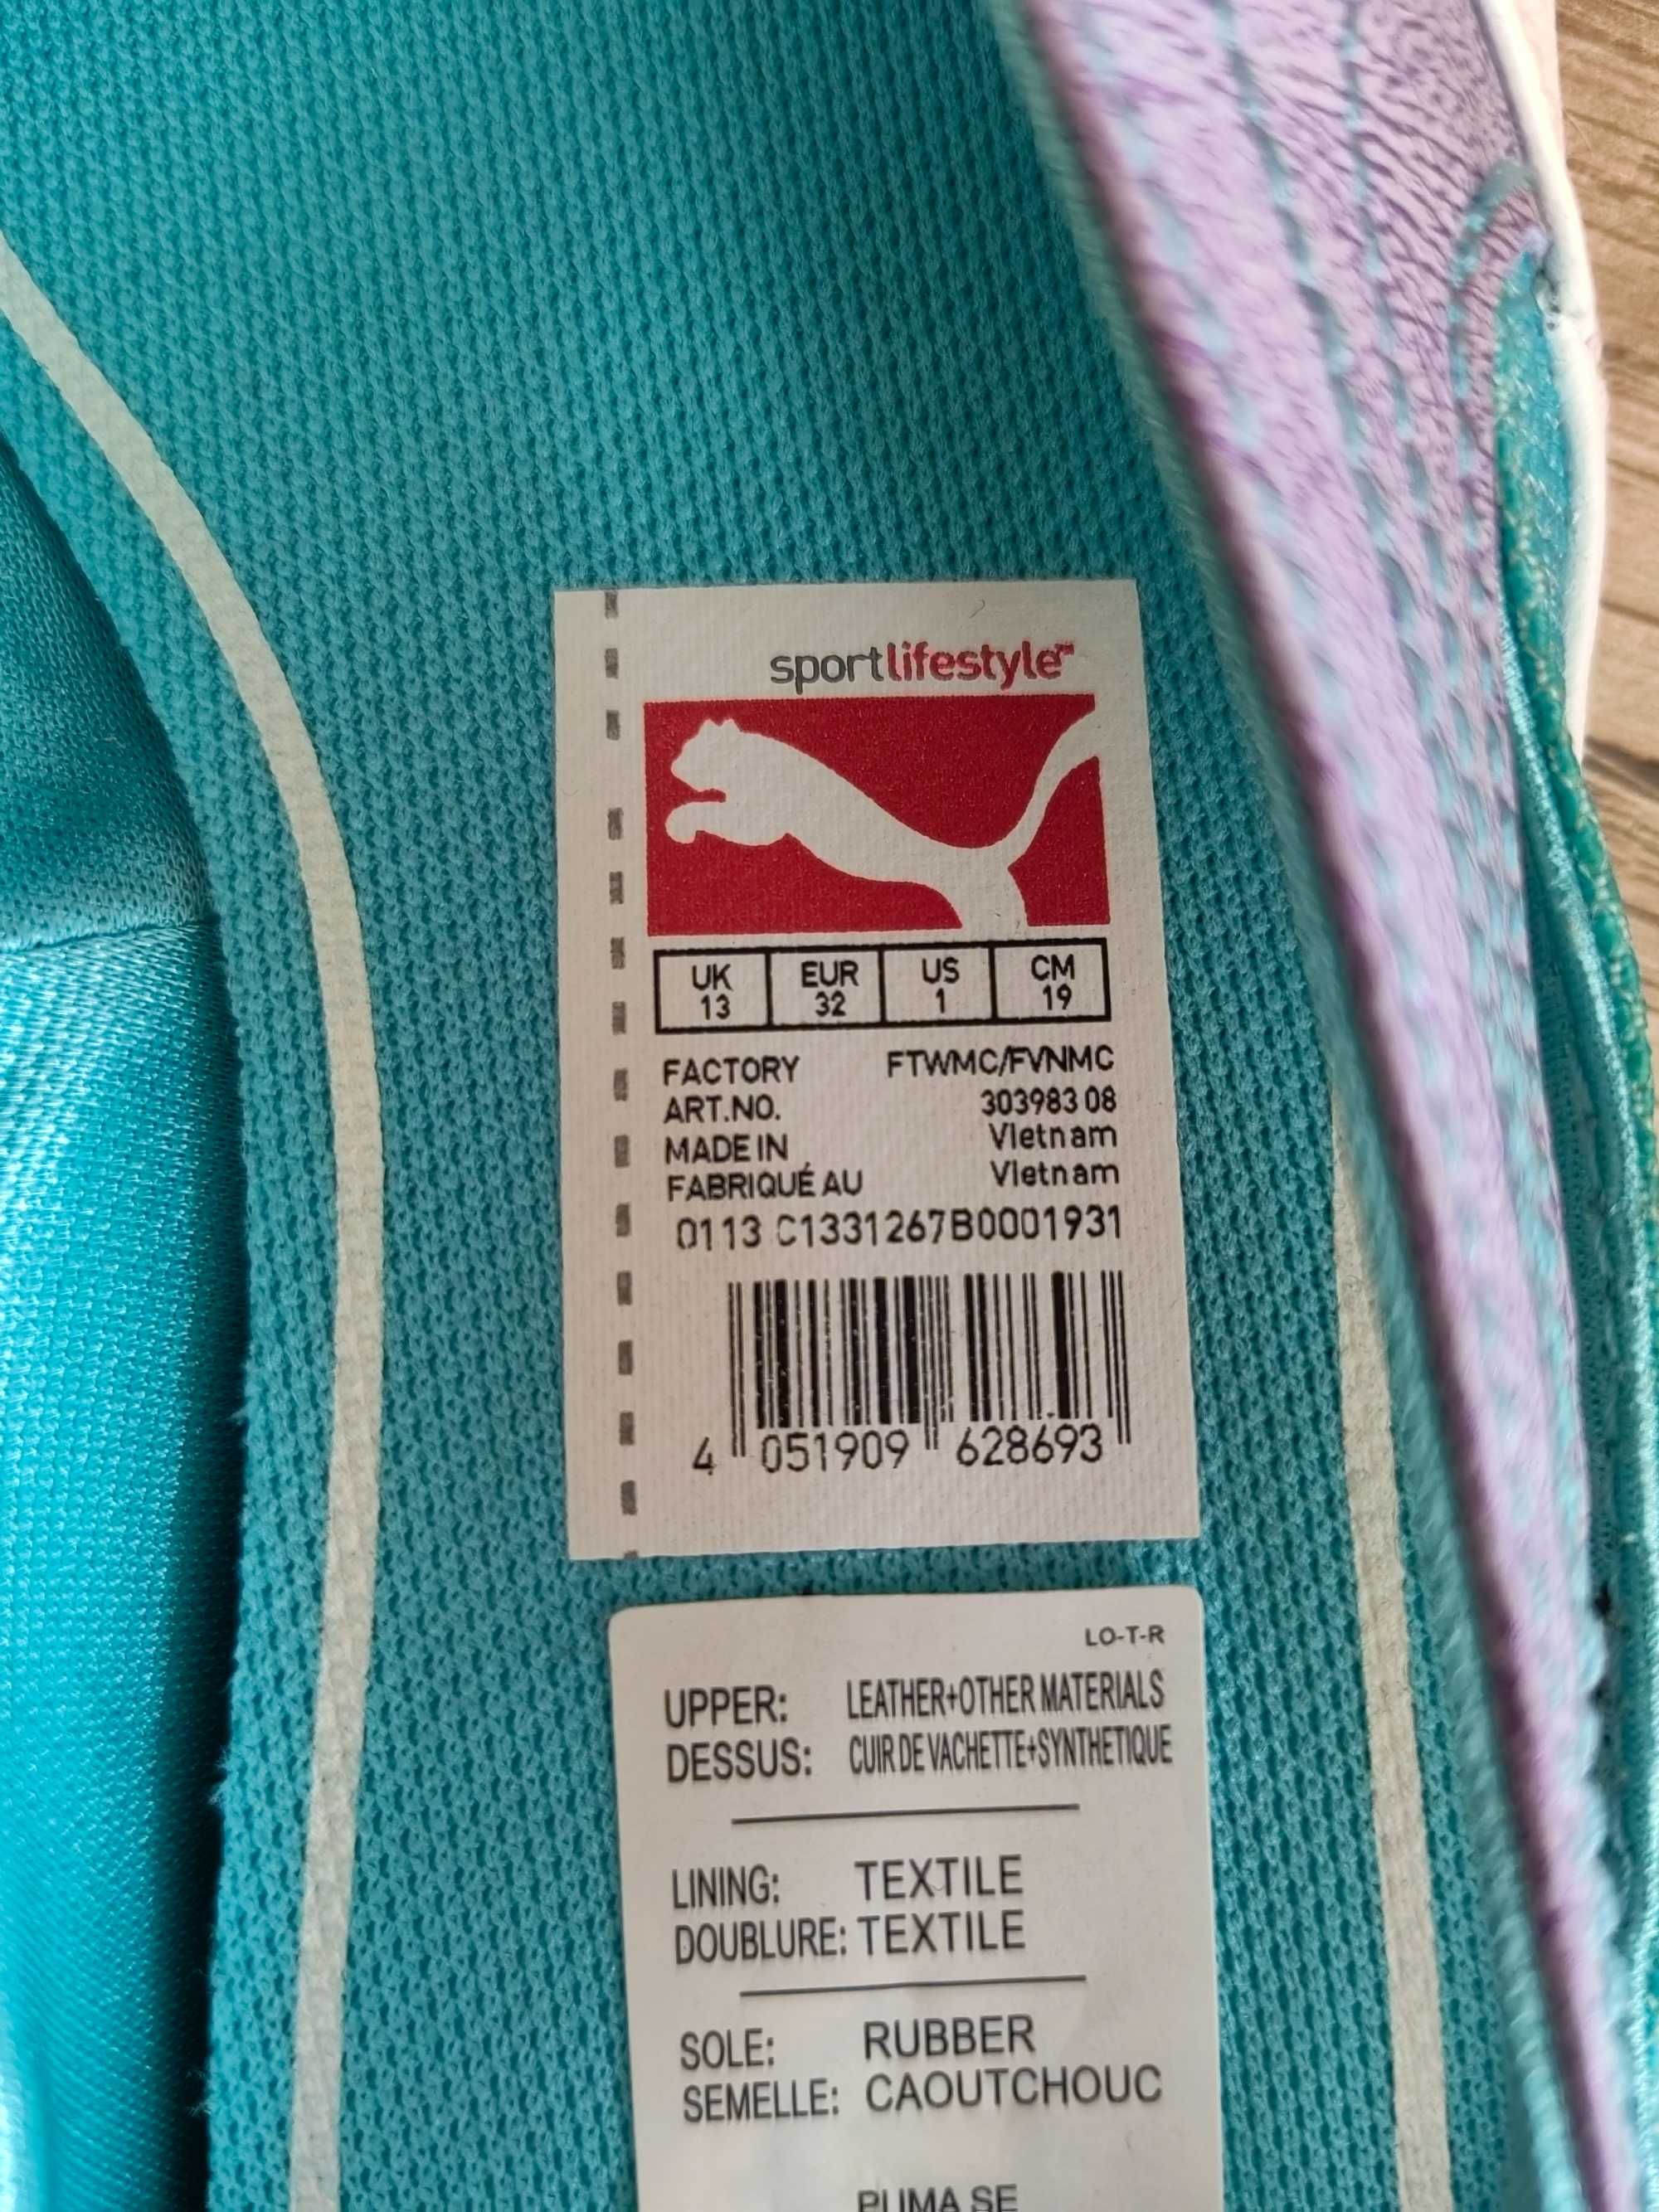 sportlifestyle™
UK EUR US CM
13 32 1 19
FACTORY FTWMC/FVNMC
ART.NO. 303983 08
MADE IN Vietnam
FABRIQUÉ AU Vietnam
0113 C1331267B0001931
4 051909 628693
LO-T-R
UPPER: LEATHER+OTHER MATERIALS
DESSUS: CUIR DE VACHETTE+SYNTHETIQUE
LINING: TEXTILE
DOUBLURE: TEXTILE
SOLE: RUBBER
SEMELLE: CAOUTCHOUC
PUMA SE